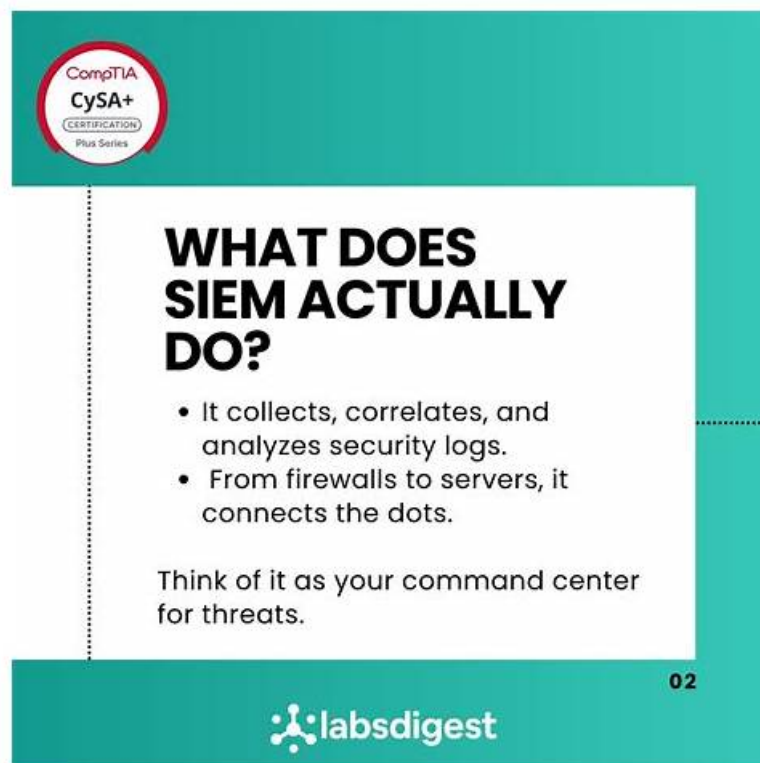 CompTIA
CySA+
CERTIFICATION
Plus Series
WHAT DOES
SIEM ACTUALLY
DO?
• It collects, correlates, and
analyzes security logs.
• From firewalls to servers, it
connects the dots.
Think of it as your command center
for threats.
02
labsdigest